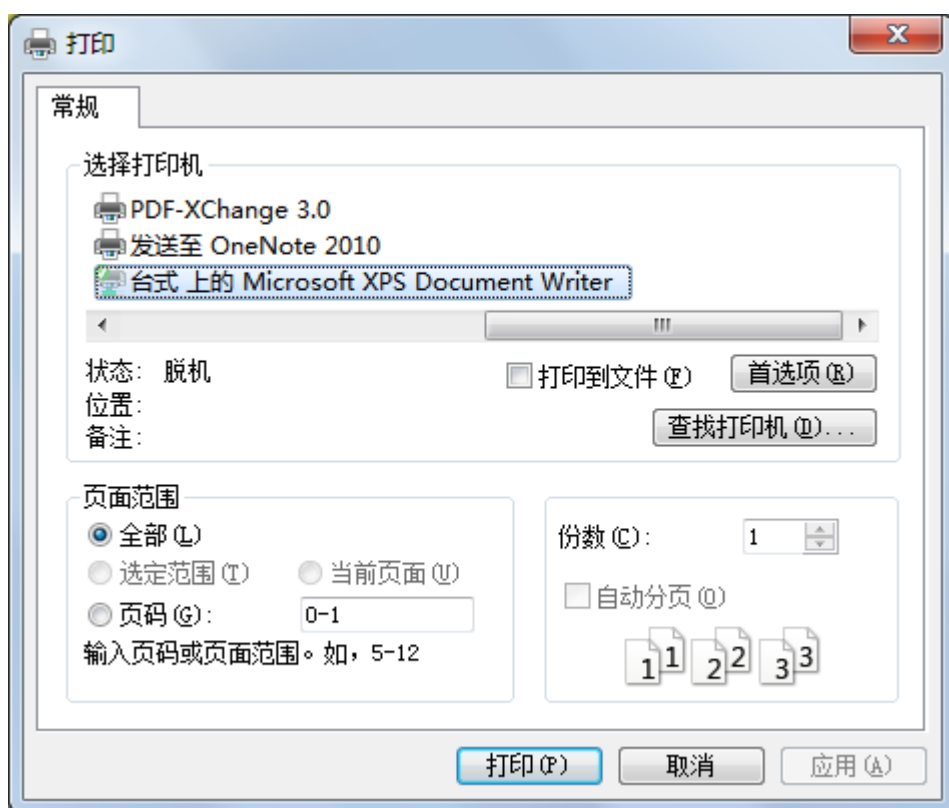 打印
常规
选择打印机
PDF-XChange 3.0
发送至 OneNote 2010
台式 上的 Microsoft XPS Document Writer
状态: 脱机
打印到文件(F)
首选项(R)
位置:
备注:
查找打印机(D)...
页面范围
全部(L)
选定范围(T)
当前页面(U)
页码(G):
0-1
输入页码或页面范围。如，5-12
份数(C):
1
自动分页(O)
1 1 2 2 3 3
打印(P)
取消
应用(A)